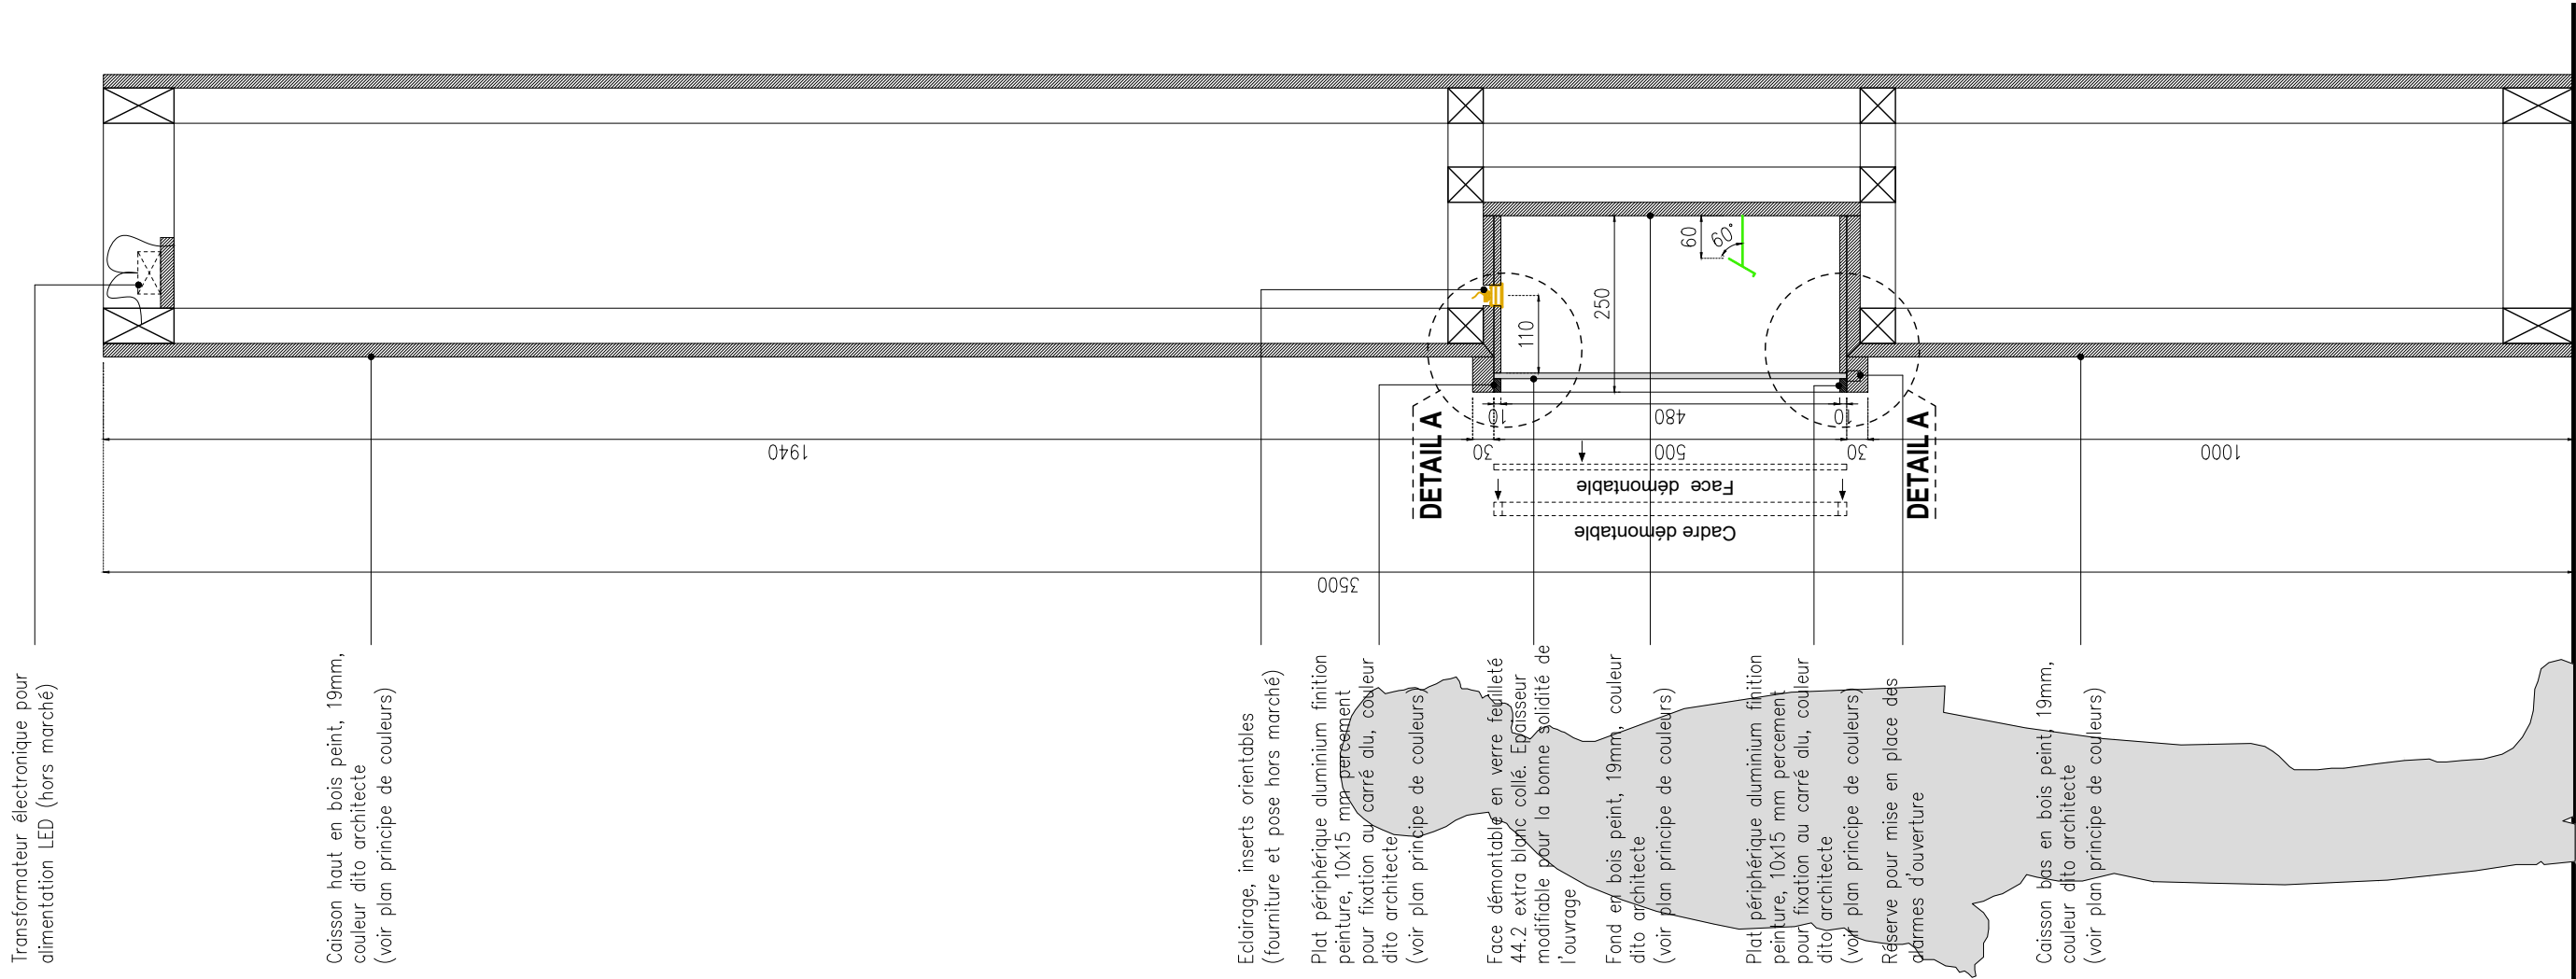 Transformateur électronique pour
alimentation LED (hors marché)
Caisson haut en bois peint, 19mm,
couleur dito architecte
(voir plan principe de couleurs)
Eclairage, inserts orientables
(fourniture et pose hors marché)
Plat périphérique aluminium finition
peinture, 10x15 mm percement
pour fixation au carré alu, couleur
dito architecte
(voir plan principe de couleurs)
Face démontable en verre feuilleté
44.2 extra blanc collé. Epaisseur
modifiable pour la bonne solidité de
l'ouvrage
Fond en bois peint, 19mm, couleur
dito architecte
(voir plan principe de couleurs)
Plat périphérique aluminium finition
peinture, 10x15 mm percement
pour fixation au carré alu, couleur
dito architecte
(voir plan principe de couleurs)
Réserve pour mise en place des
alarmes d'ouverture
Caisson bas en bois peint, 19mm,
couleur dito architecte
(voir plan principe de couleurs)
DETAIL A
DETAIL A
60
60°
250
110
10
480
10
1940
30
500
30
1000
Face démontable
Cadre démontable
3500